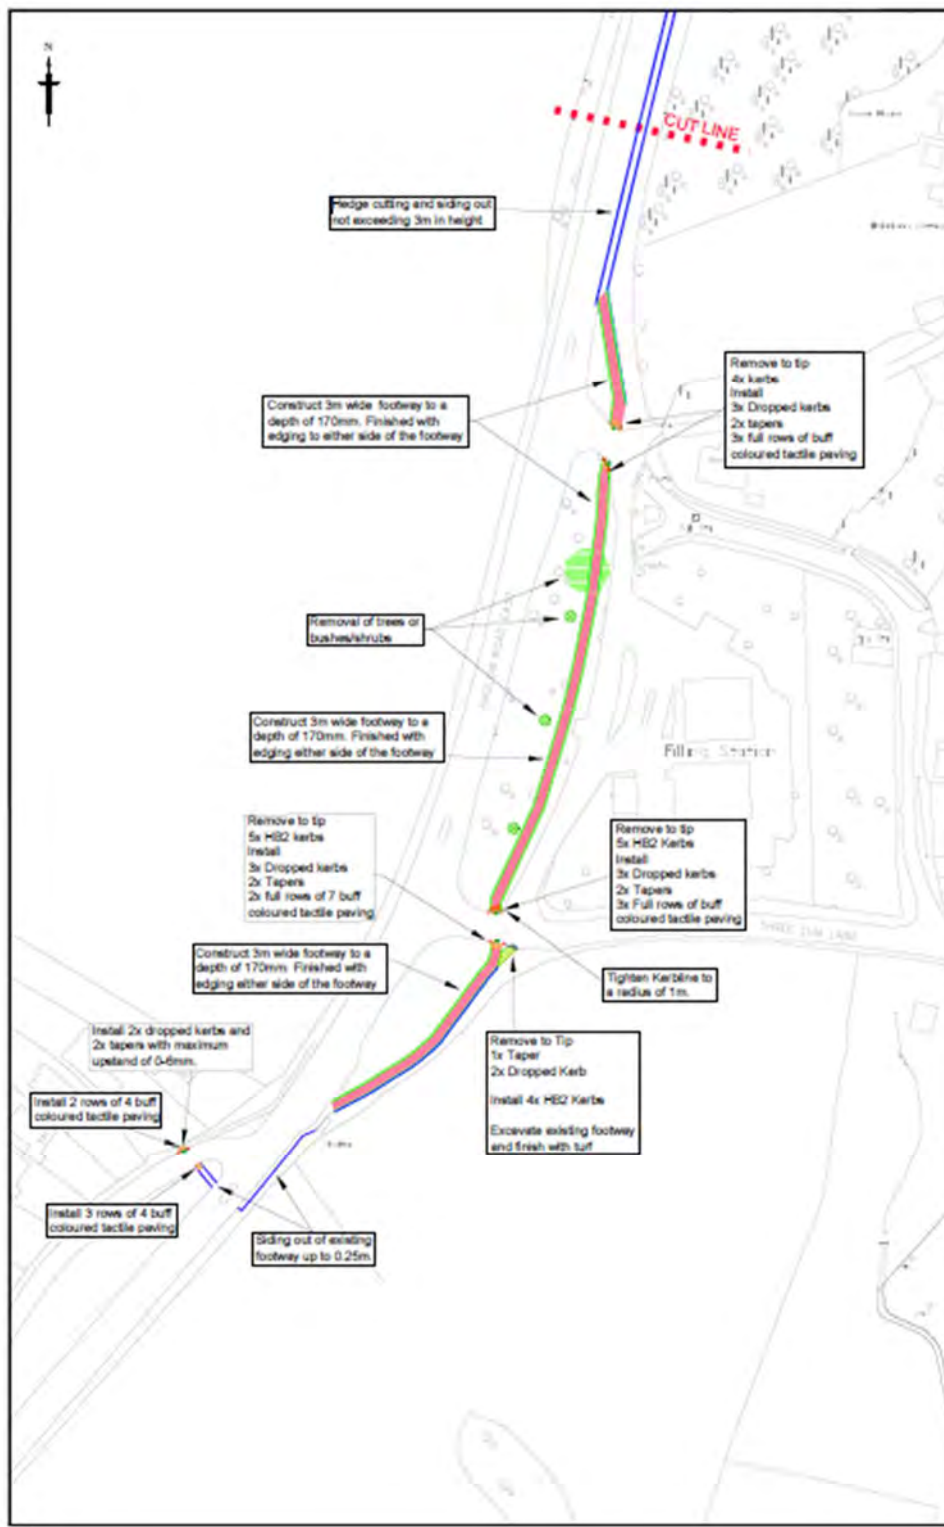 N
CUT LINE
Hedge cutting and siding out
not exceeding 3m in height
Remove to tip
4x kerbs
Install
3x Dropped kerbs
2x tapers
3x full rows of buff
coloured tactile paving
Construct 3m wide footway to a
depth of 170mm. Finished with
edging to either side of the footway
Removal of trees or
bushes/shrubs
Construct 3m wide footway to a
depth of 170mm. Finished with
edging either side of the footway
Filling Station
Remove to tip
5x HB2 kerbs
Install
3x Dropped kerbs
2x Tapers
2x full rows of 7 buff
coloured tactile paving
Remove to tip
5x HB2 Kerbs
Install
3x Dropped kerbs
2x Tapers
3x Full rows of buff
coloured tactile paving
Construct 3m wide footway to a
depth of 170mm. Finished with
edging either side of the footway
Tighten Kerbline to
a radius of 1m.
Install 2x dropped kerbs and
2x tapers with maximum
upstand of 0-6mm.
Remove to Tip
1x Taper
2x Dropped Kerb
Install 4x HB2 Kerbs
Excavate existing footway
and finish with turf
Install 2 rows of 4 buff
coloured tactile paving
Install 3 rows of 4 buff
coloured tactile paving
Siding out of existing
footway up to 0.25m.